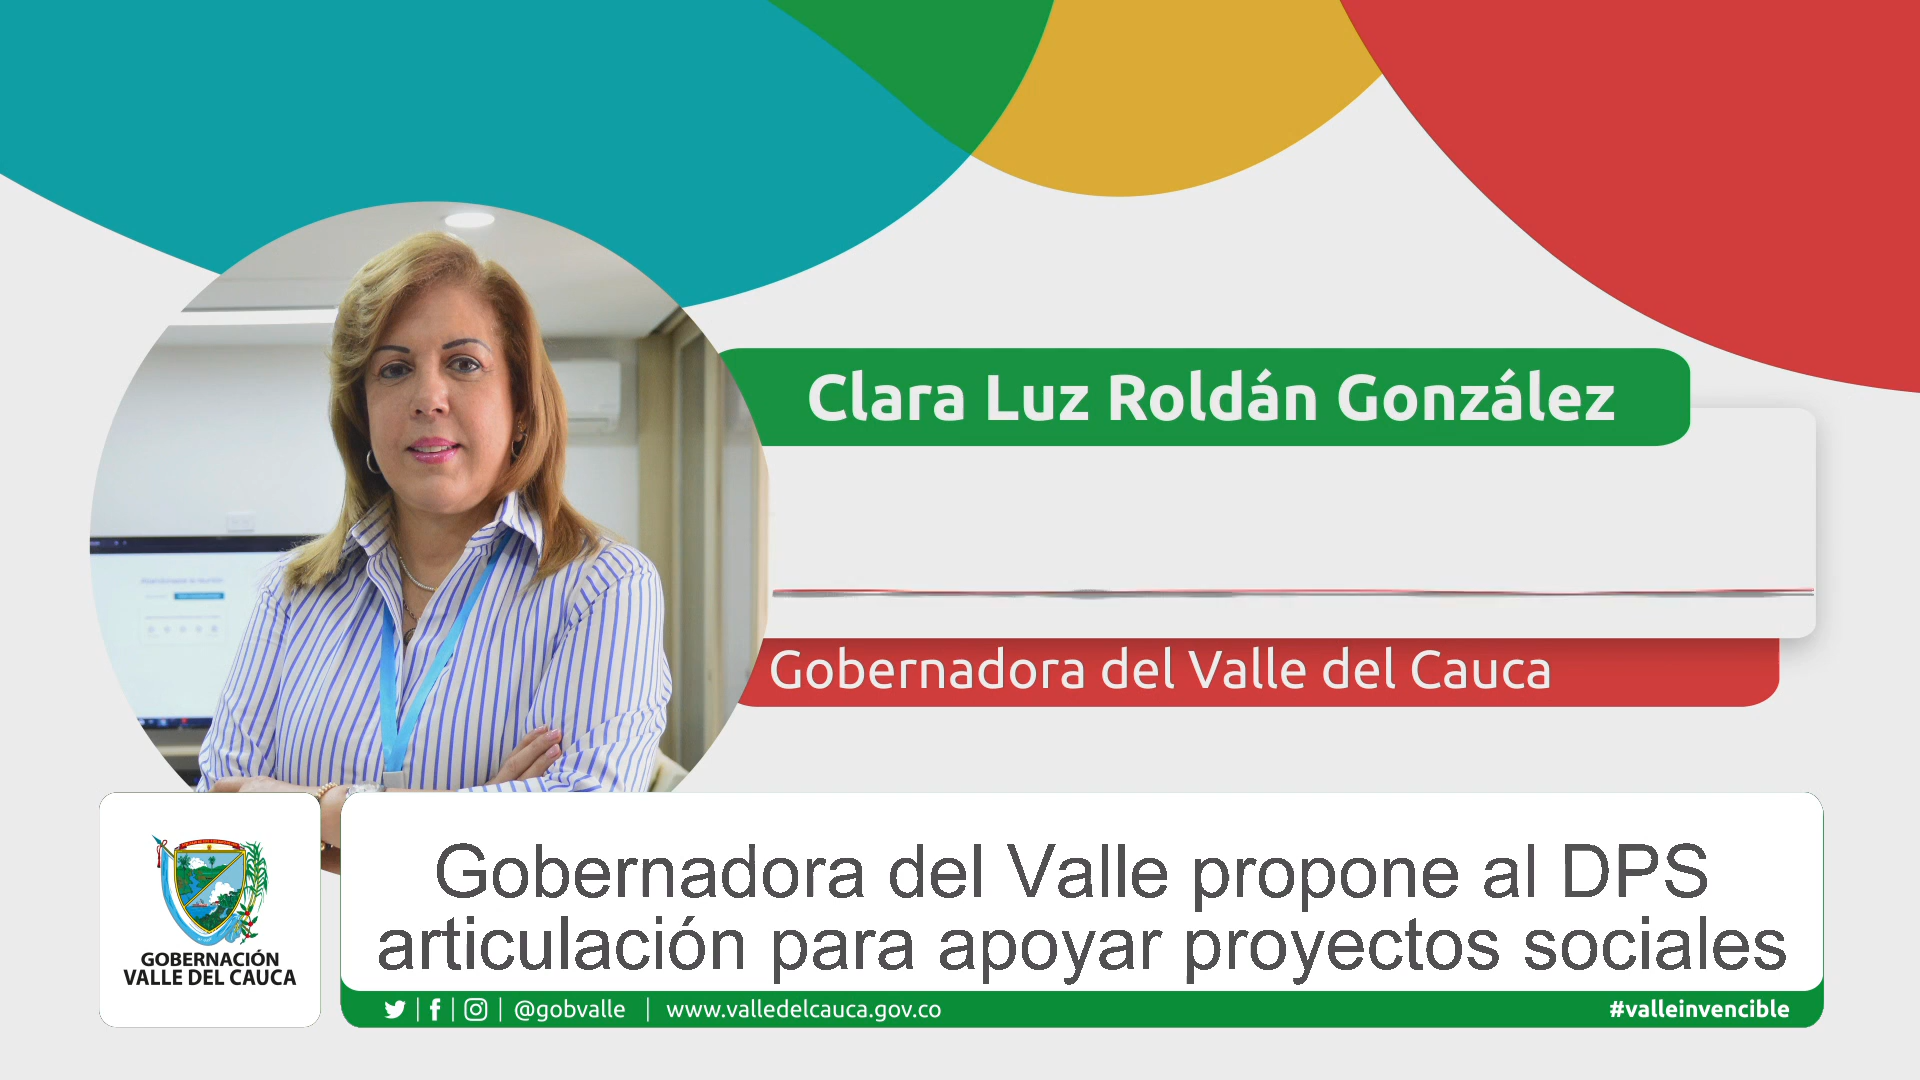 Clara Luz Roldán González
Gobernadora del Valle del Cauca
Gobernadora del Valle propone al DPS
articulación para apoyar proyectos sociales
GOBERNACIÓN
VALLE DEL CAUCA
@gobvalle | www.valledelcauca.gov.co
#valleinvencible